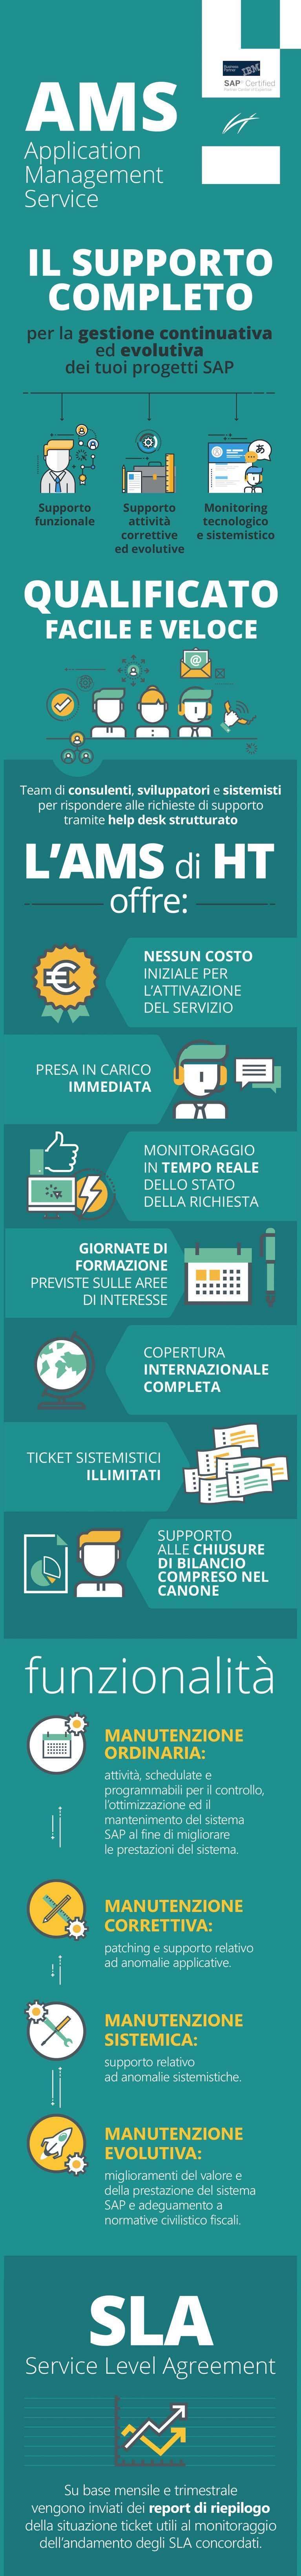 Business
Partner
IBM
SAP® Certified
AMS
Application
Management
Service
IL SUPPORTO
COMPLETO
per la gestione continuativa
ed evolutiva
dei tuoi progetti SAP
あ
Supporto
funzionale
Supporto
attività
correttive
ed evolutive
Monitoring
tecnologico
e sistemistico
QUALIFICATO
FACILE E VELOCE
@
Team di consulenti, sviluppatori e sistemisti
per rispondere alle richieste di supporto
tramite help desk strutturato
L'AMS di HT
offre:
€
NESSUN COSTO
INIZIALE PER
L'ATTIVAZIONE
DEL SERVIZIO
PRESA IN CARICO
IMMEDIATA
MONITORAGGIO
IN TEMPO REALE
DELLO STATO
DELLA RICHIESTA
GIORNATE DI
FORMAZIONE
PREVISTE SULLE AREE
DI INTERESSE
COPERTURA
INTERNAZIONALE
COMPLETA
TICKET SISTEMISTICI
ILLIMITATI
SUPPORTO
ALLE CHIUSURE
DI BILANCIO
COMPRESO NEL
CANONE
funzionalità
MANUTENZIONE
ORDINARIA:
attività, schedulate e
programmabili per il controllo,
l'ottimizzazione ed il
mantenimento del sistema
SAP al fine di migliorare
le prestazioni del sistema.
MANUTENZIONE
CORRETTIVA:
patching e supporto relativo
ad anomalie applicative.
MANUTENZIONE
SISTEMICA:
supporto relativo
ad anomalie sistemistiche.
MANUTENZIONE
EVOLUTIVA:
miglioramenti del valore e
della prestazione del sistema
SAP e adeguamento a
normative civilistico fiscali.
SLA
Service Level Agreement
Su base mensile e trimestrale
vengono inviati dei report di riepilogo
della situazione ticket utili al monitoraggio
dell'andamento degli SLA concordati.